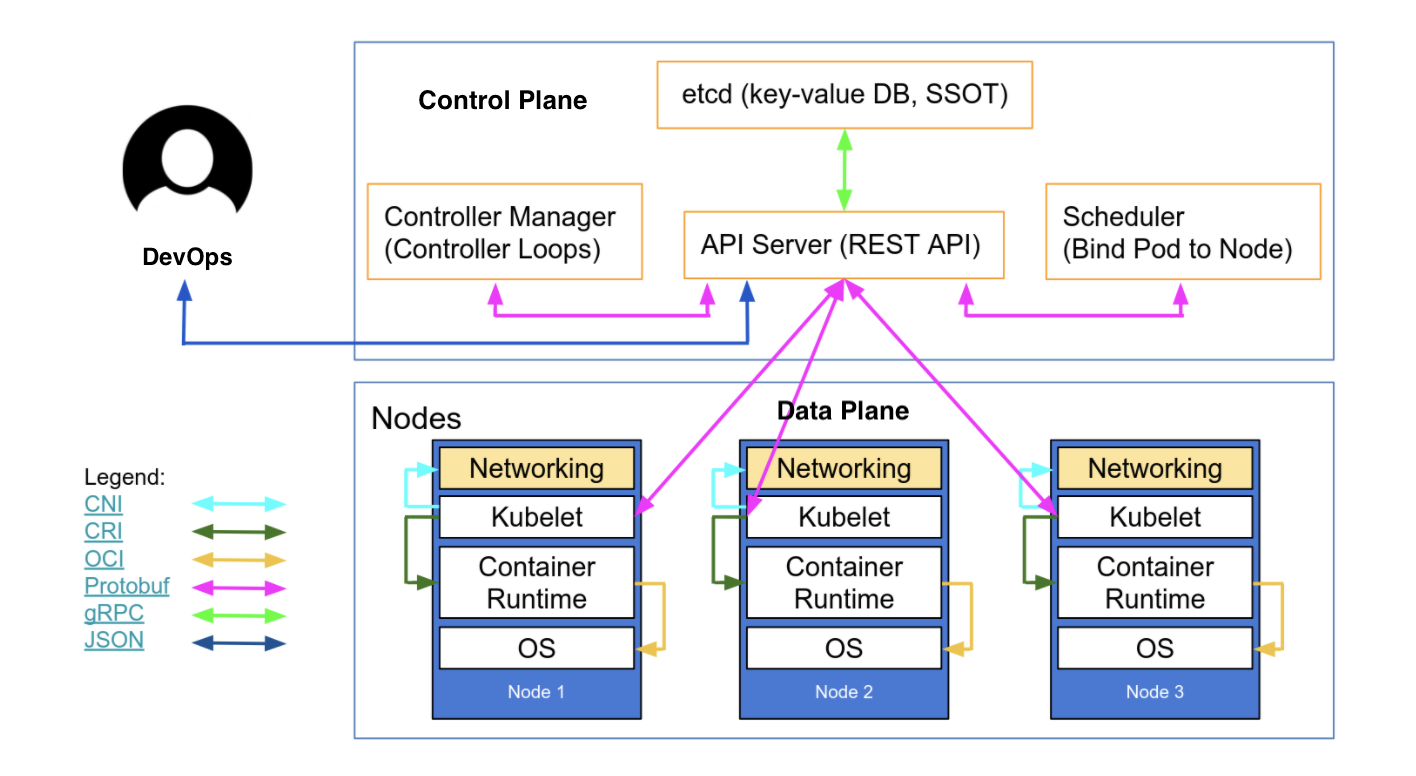 Control Plane
etcd (key-value DB, SSOT)
Controller Manager
(Controller Loops)
API Server (REST API)
Scheduler
(Bind Pod to Node)
DevOps
Nodes
Data Plane
Networking
Kubelet
Container
Runtime
OS
Node 1
Networking
Kubelet
Container
Runtime
OS
Node 2
Networking
Kubelet
Container
Runtime
OS
Node 3
Legend:
CNI
CRI
OCI
Protobuf
gRPC
JSON